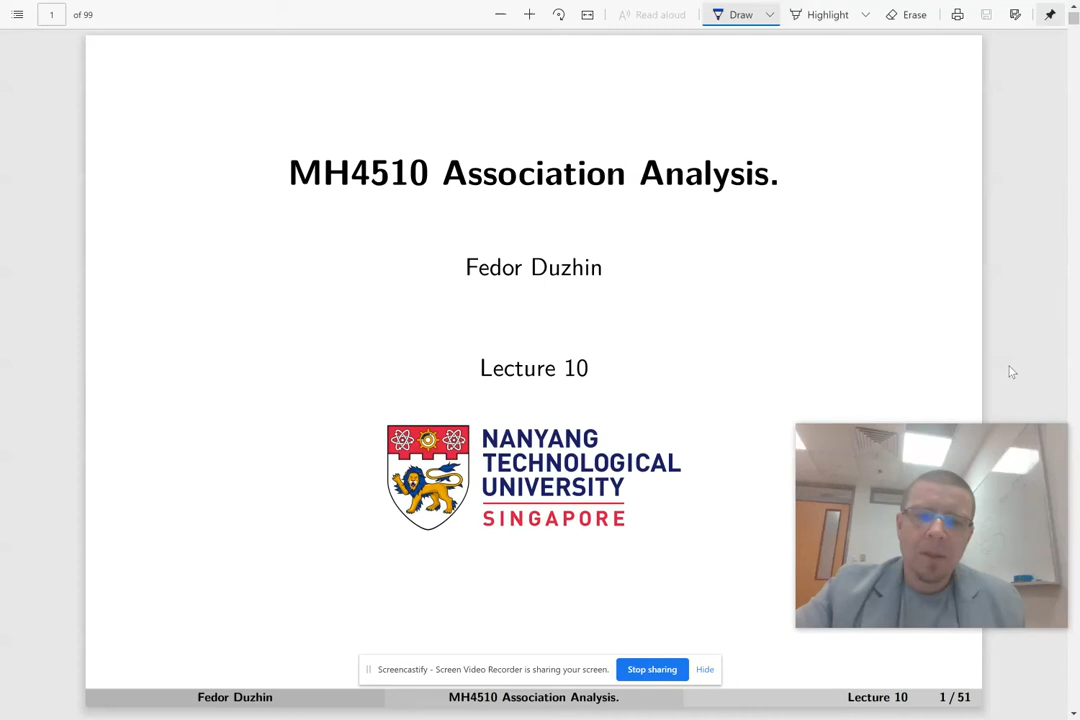 1 of 99 Read aloud Draw Highlight Erase
MH4510 Association Analysis.
Fedor Duzhin
Lecture 10
NANYANG
TECHNOLOGICAL
UNIVERSITY
SINGAPORE
Screencastify - Screen Video Recorder is sharing your screen. Stop sharing Hide
Fedor Duzhin MH4510 Association Analysis. Lecture 10 1 / 51